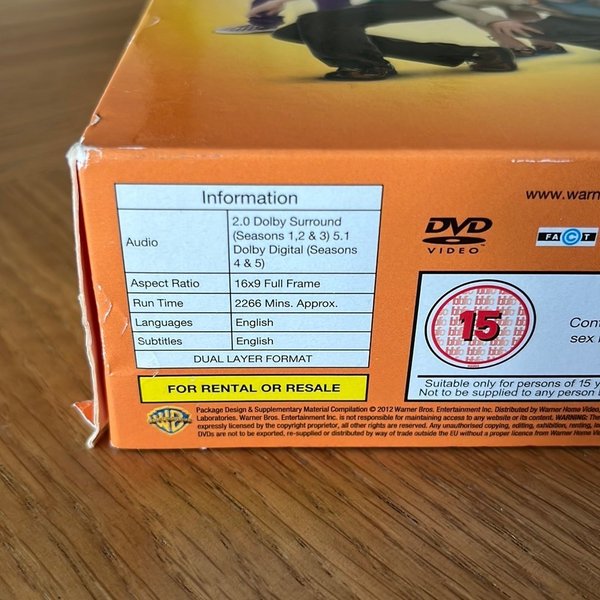 Information
Audio
2.0 Dolby Surround
(Seasons 1,2 & 3) 5.1
Dolby Digital (Seasons
4 & 5)
Aspect Ratio 16x9 Full Frame
Run Time 2266 Mins. Approx.
Languages English
Subtitles English
DUAL LAYER FORMAT
FOR RENTAL OR RESALE
WB
Package Design & Supplementary Material Compilation © 2012 Warner Bros. Entertainment Inc. Distributed by Warner Home Video,
Laboratories. Warner Bros. Entertainment Inc. is not responsible for maintaining access to any website or its content. WARNING:
expressly licensed by the copyright proprietor, all other rights are reserved. Any unauthorised copying, editing, exhibition, renting,
DVDs are not to be exported, re-supplied or distributed by way of trade outside the EU without a proper licence from Warner Home
www.warn
DVD
VIDEO
FACT
bbfc
15
Cont
sex
Suitable only for persons of 15 y
Not to be supplied to any person